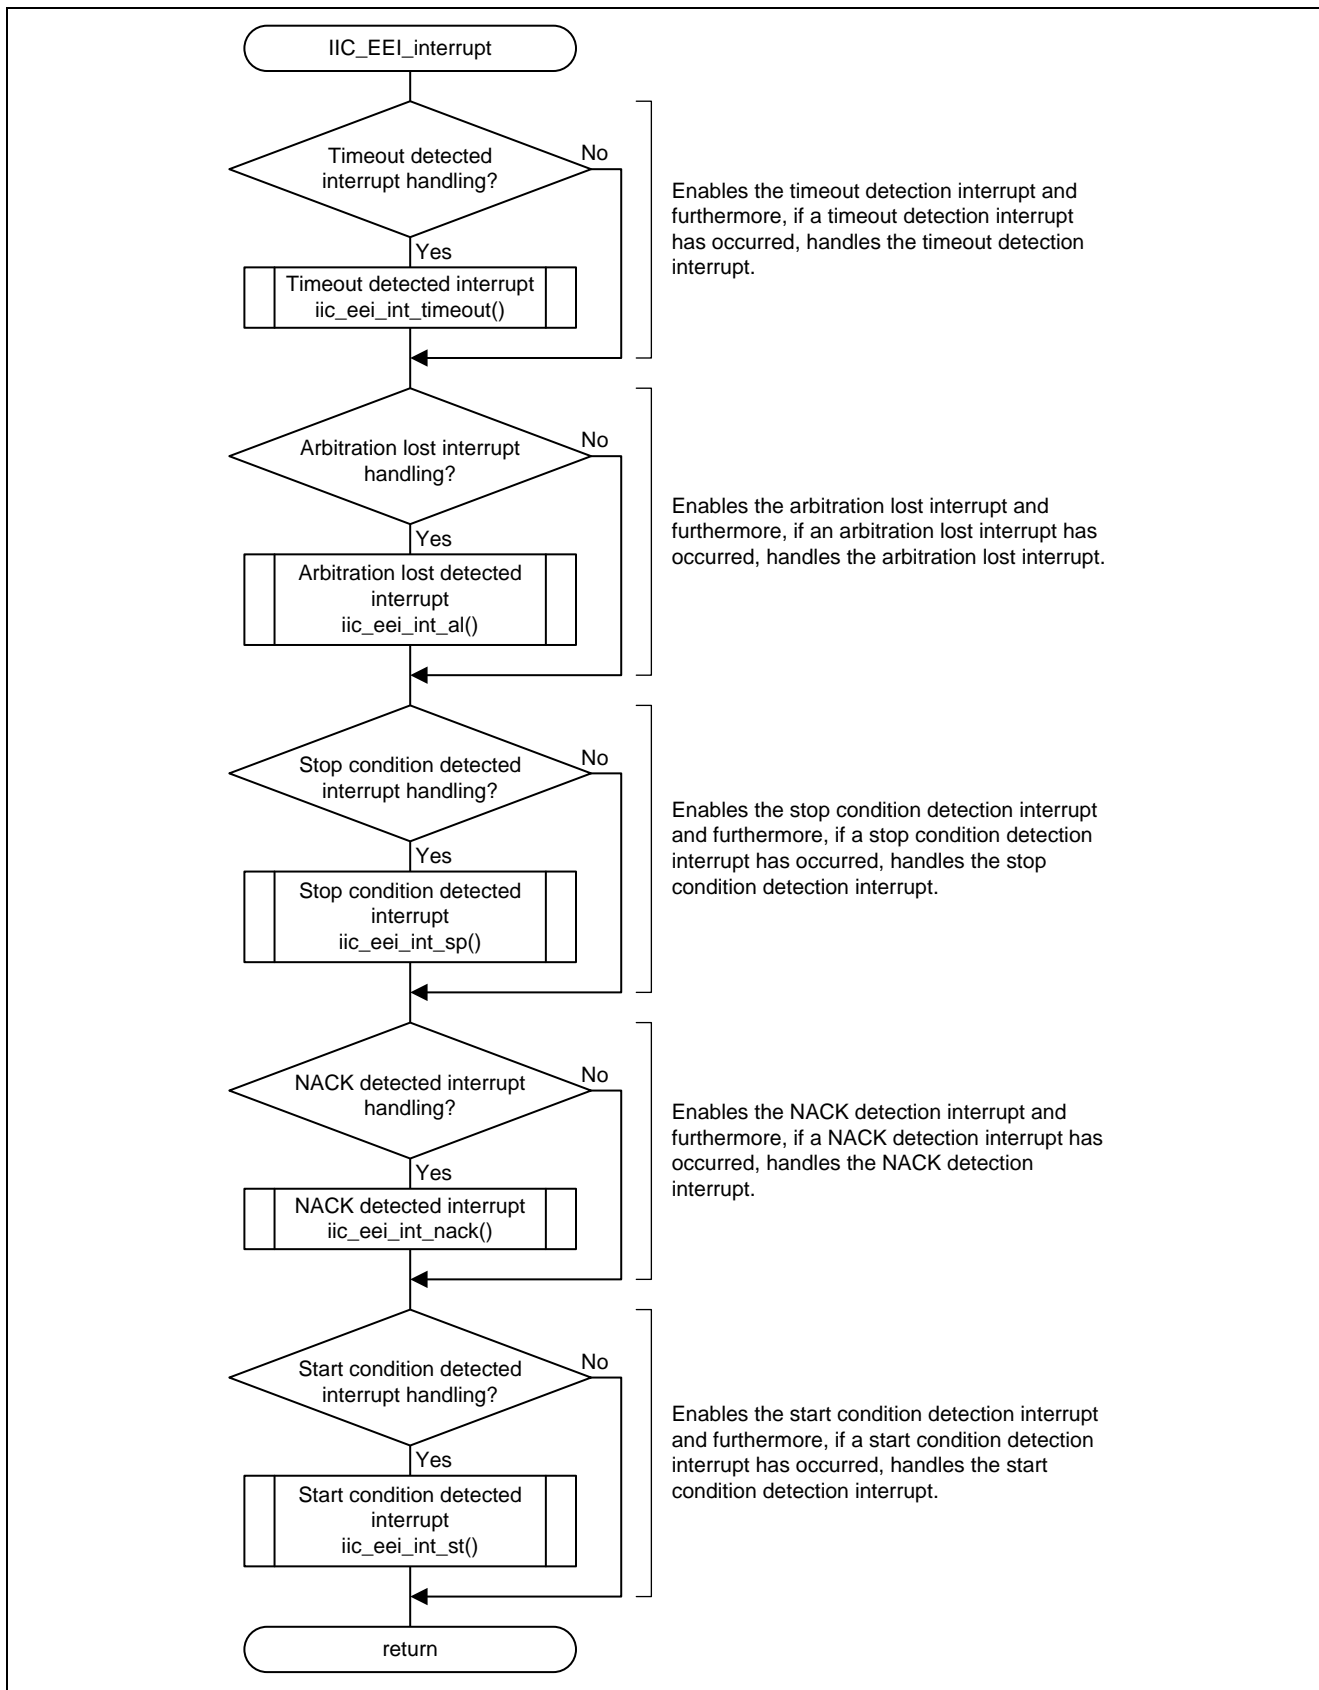 IIC_EEI_interrupt
Timeout detected
interrupt handling?
No
Yes
Timeout detected interrupt
iic_eei_int_timeout()
Enables the timeout detection interrupt and
furthermore, if a timeout detection interrupt
has occurred, handles the timeout detection
interrupt.
Arbitration lost interrupt
handling?
No
Yes
Arbitration lost detected
interrupt
iic_eei_int_al()
Enables the arbitration lost interrupt and
furthermore, if an arbitration lost interrupt has
occurred, handles the arbitration lost interrupt.
Stop condition detected
interrupt handling?
No
Yes
Stop condition detected
interrupt
iic_eei_int_sp()
Enables the stop condition detection interrupt
and furthermore, if a stop condition detection
interrupt has occurred, handles the stop
condition detection interrupt.
NACK detected interrupt
handling?
No
Yes
NACK detected interrupt
iic_eei_int_nack()
Enables the NACK detection interrupt and
furthermore, if a NACK detection interrupt has
occurred, handles the NACK detection
interrupt.
Start condition detected
interrupt handling?
No
Yes
Start condition detected
interrupt
iic_eei_int_st()
Enables the start condition detection interrupt
and furthermore, if a start condition detection
interrupt has occurred, handles the start
condition detection interrupt.
return